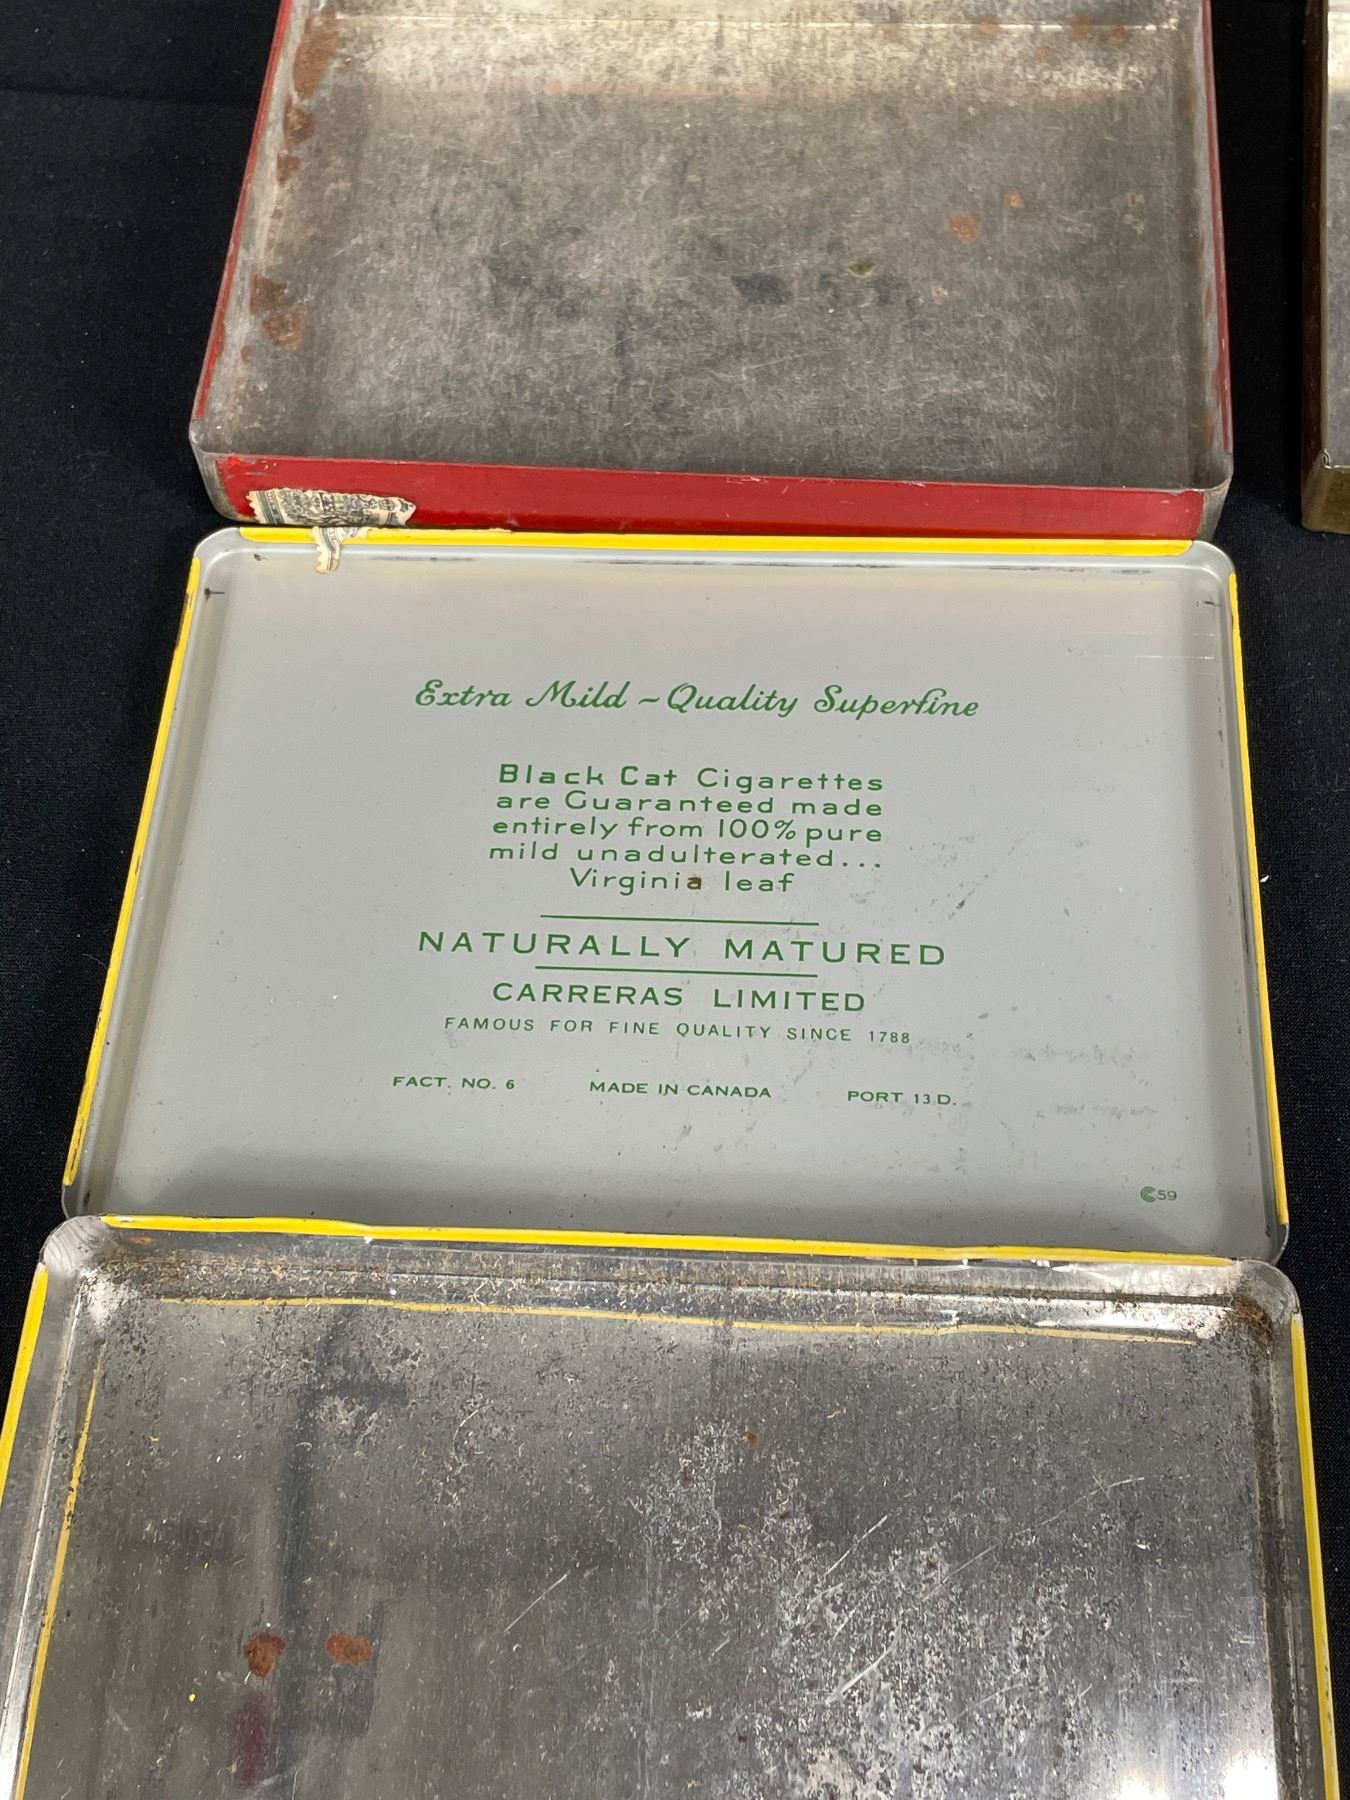 Extra Mild ~ Quality Superfine
Black Cat Cigarettes
are Guaranteed made
entirely from 100% pure
mild unadulterated...
Virginia leaf
NATURALLY MATURED
CARRERAS LIMITED
FAMOUS FOR FINE QUALITY SINCE 1788
FACT. NO. 6 MADE IN CANADA PORT 13 D.
59